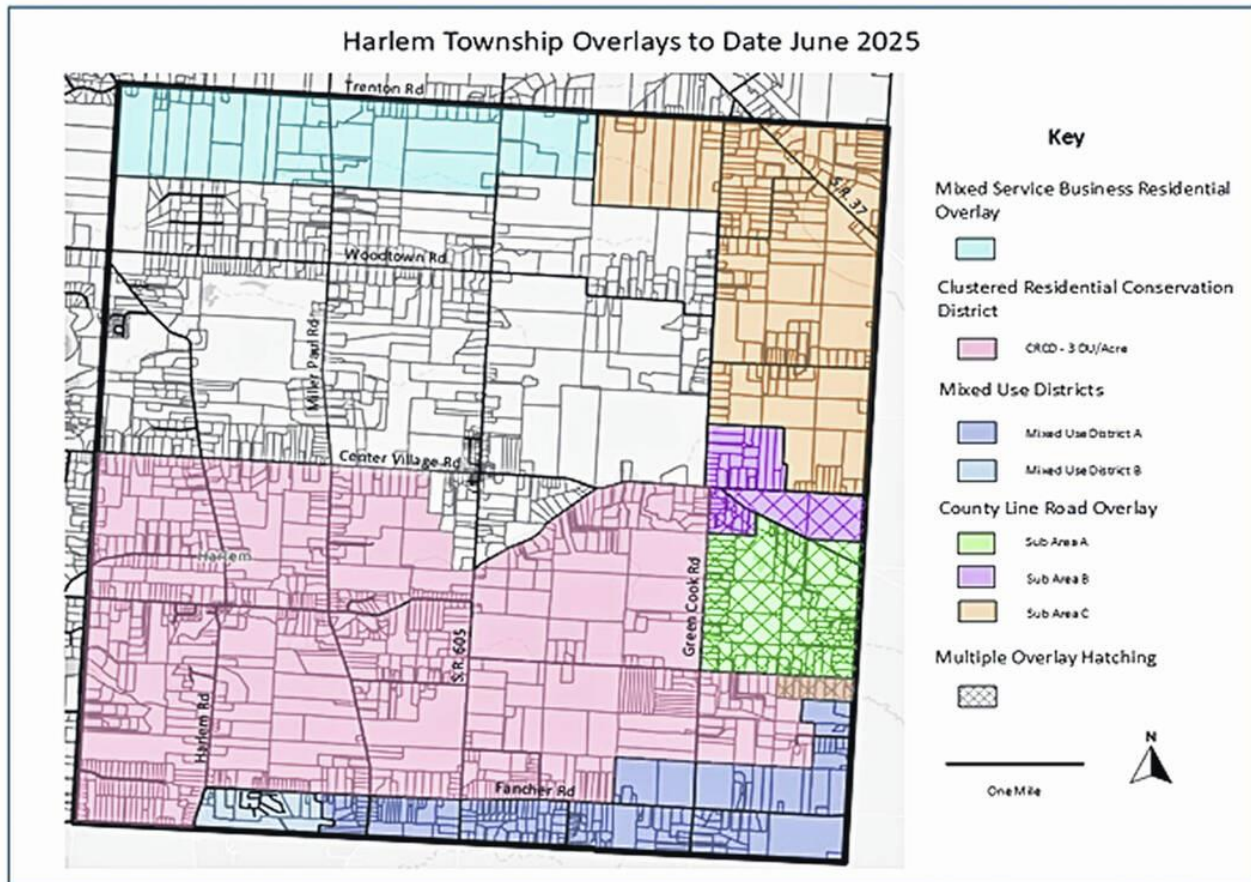 Harlem Township Overlays to Date June 2025
Trenton Rd
S.R. 37
Woodtown Rd
Miller Paul Rd
Center Village Rd
Harlem
Green Cook Rd
S.R. 605
Harlem Rd
Fancher Rd
Key
Mixed Service Business Residential
Overlay
Clustered Residential Conservation
District
CRCD - 3 DU/Acre
Mixed Use Districts
Mixed Use District A
Mixed Use District B
County Line Road Overlay
Sub Area A
Sub Area B
Sub Area C
Multiple Overlay Hatching
N
One Mile